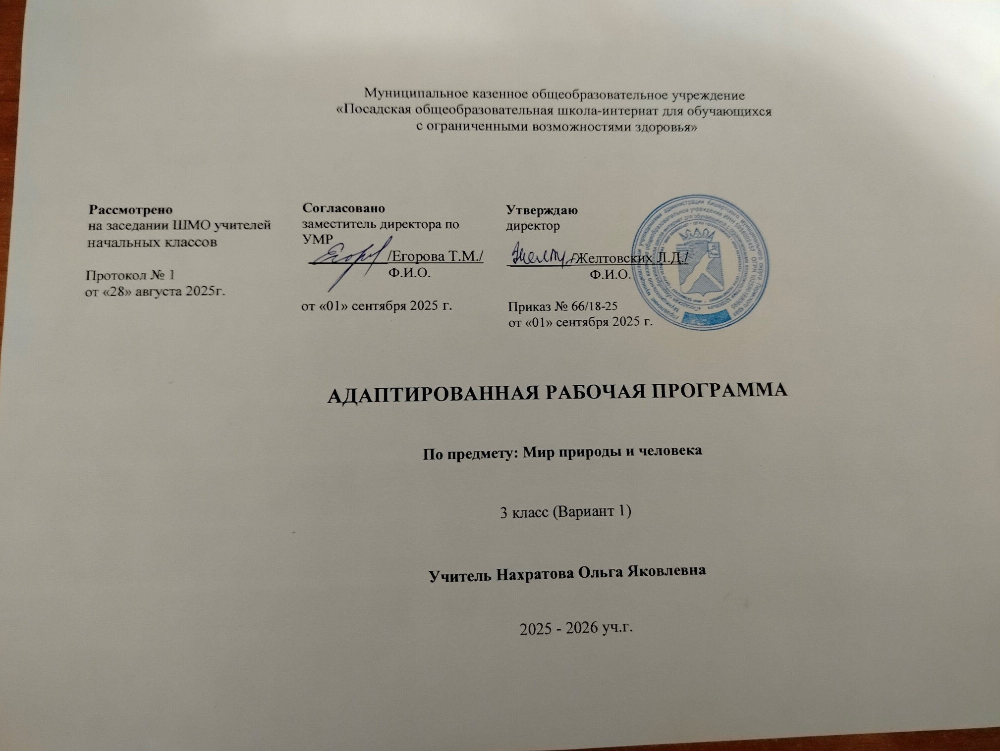 Муниципальное казенное общеобразовательное учреждение
«Посадская общеобразовательная школа-интернат для обучающихся
с ограниченными возможностями здоровья»
Рассмотрено
на заседании ШМО учителей
начальных классов
Протокол № 1
от «28» августа 2025г.
Согласовано
заместитель директора по
УМР
/Егорова Т.М./
Ф.И.О.
от «01» сентября 2025 г.
Утверждаю
директор
/Желтовских Л.Д./
Ф.И.О.
Приказ № 66/18-25
от «01» сентября 2025 г.
АДАПТИРОВАННАЯ РАБОЧАЯ ПРОГРАММА
По предмету: Мир природы и человека
3 класс (Вариант 1)
Учитель Нахратова Ольга Яковлевна
2025 - 2026 уч.г.